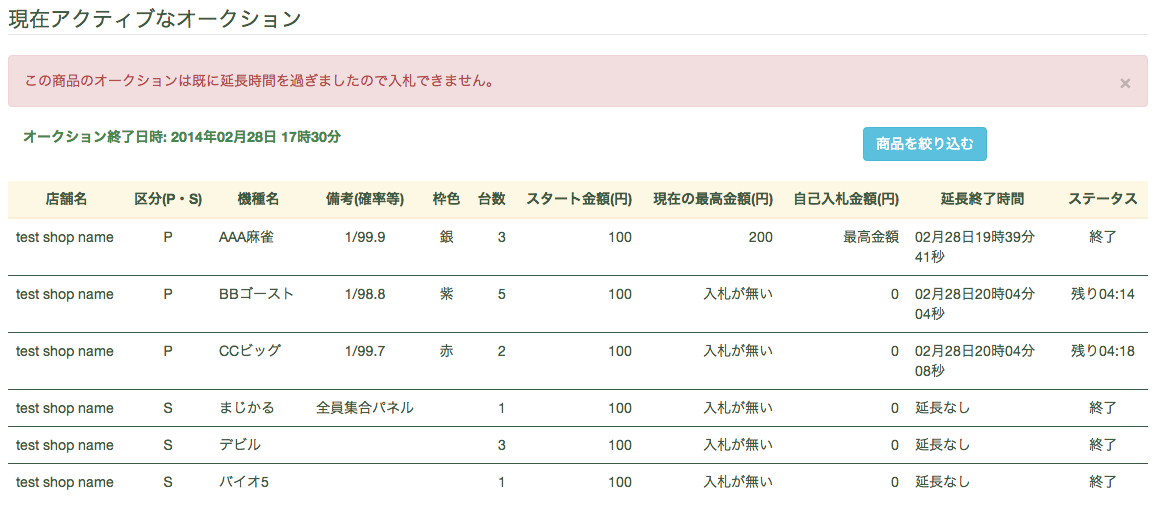 現在アクティブなオークション
この商品のオークションは既に延長時間を過ぎましたので入札できません。 ×
オークション終了日時: 2014年02月28日 17時30分 商品を絞り込む
店舗名 区分(P・S) 機種名 備考(確率等) 枠色 台数 スタート金額(円) 現在の最高金額(円) 自己入札金額(円) 延長終了時間 ステータス
test shop name P AAA麻雀 1/99.9 銀 3 100 200 最高金額 02月28日19時39分 終了
41秒
test shop name P BBゴースト 1/98.8 紫 5 100 入札が無い 0 02月28日20時04分 残り04:14
04秒
test shop name P CCビッグ 1/99.7 赤 2 100 入札が無い 0 02月28日20時04分 残り04:18
08秒
test shop name S まじかる 全員集合パネル 1 100 入札が無い 0 延長なし 終了
test shop name S デビル 3 100 入札が無い 0 延長なし 終了
test shop name S バイオ5 1 100 入札が無い 0 延長なし 終了